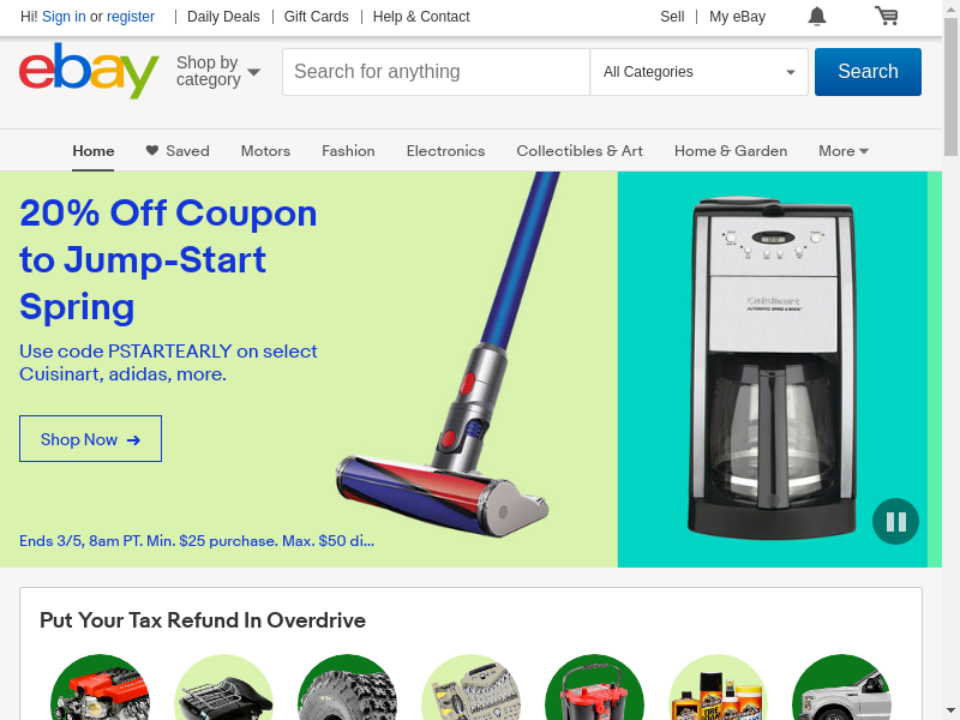 Hi! Sign in or register | Daily Deals | Gift Cards | Help & Contact Sell | My eBay
ebay
Shop by
category
Search for anything All Categories Search
Home Saved Motors Fashion Electronics Collectibles & Art Home & Garden More
20% Off Coupon
to Jump-Start
Spring
Use code PSTARTEARLY on select
Cuisinart, adidas, more.
Shop Now →
Ends 3/5, 8am PT. Min. $25 purchase. Max. $50 di...
Cuisinart
AUTOMATIC GRIND & BREW
Put Your Tax Refund In Overdrive